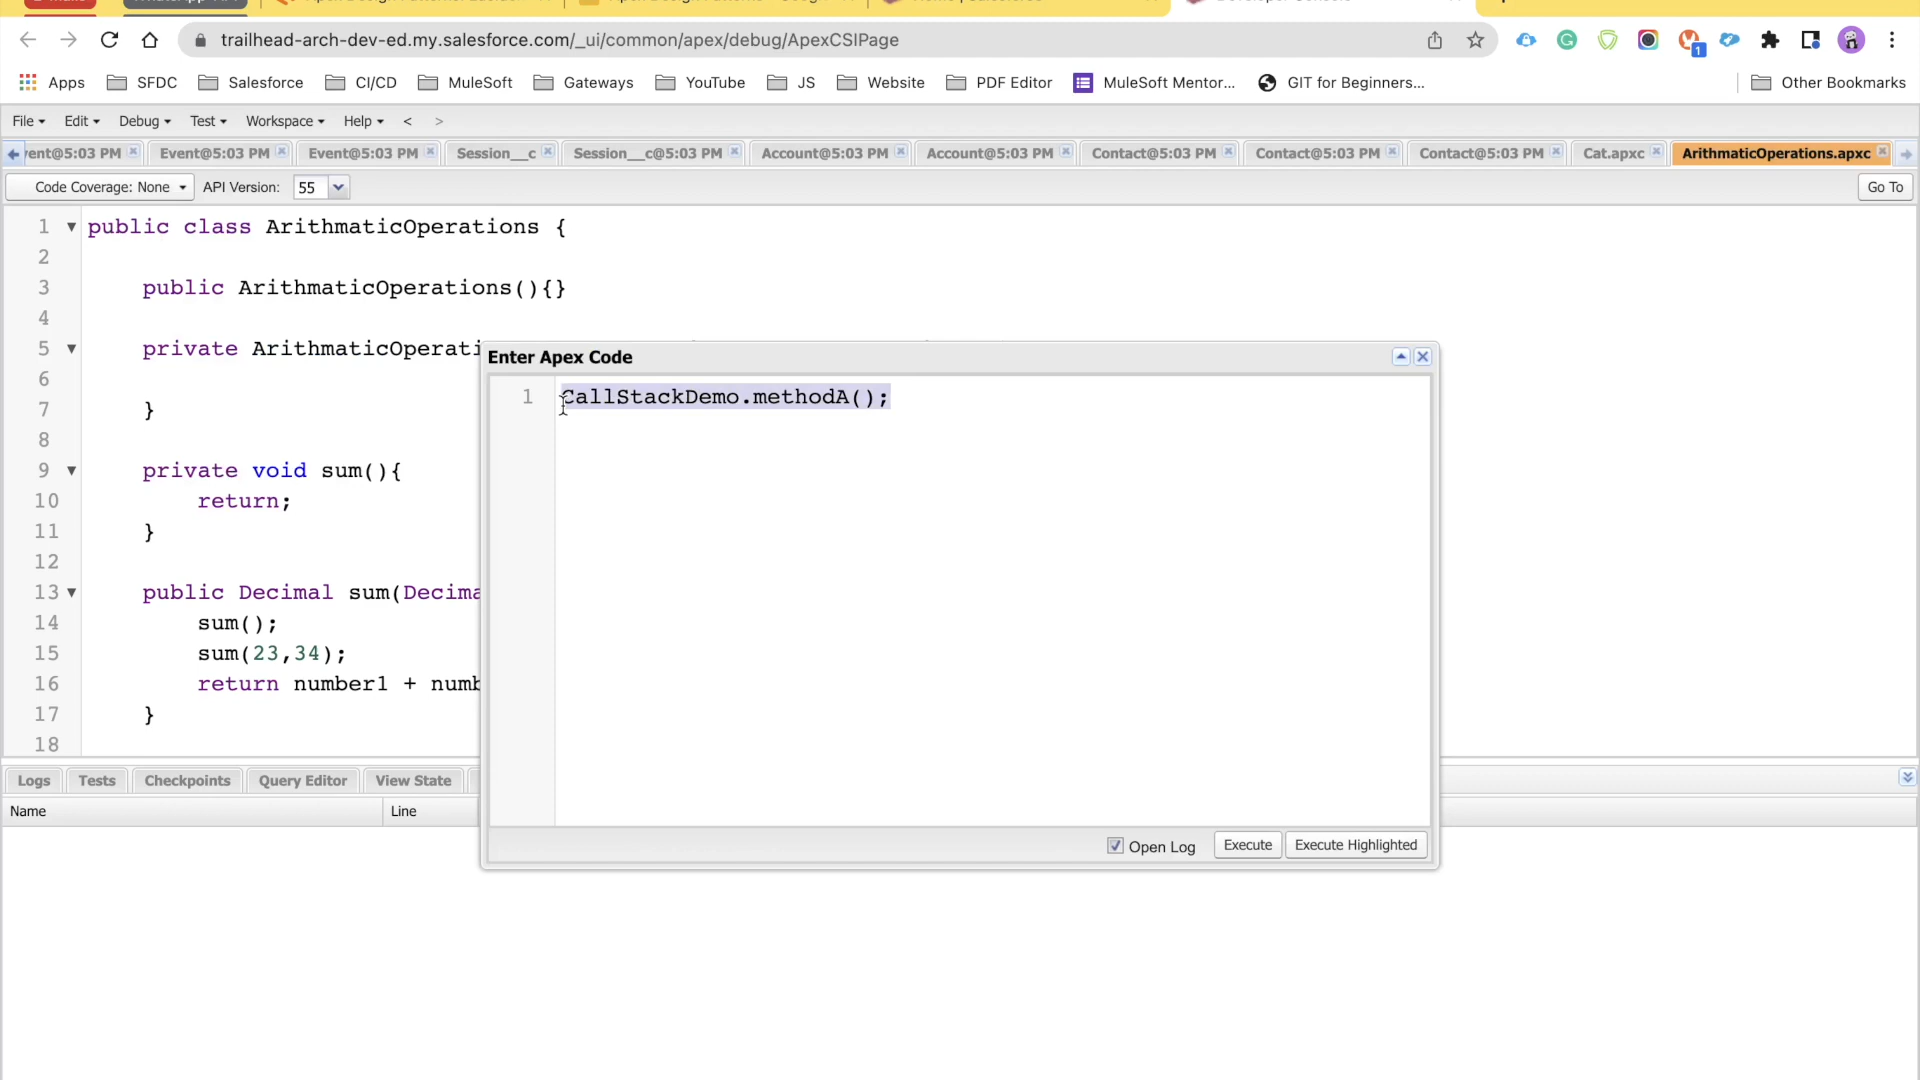 trailhead-arch-dev-ed.my.salesforce.com/_ui/common/apex/debug/ApexCSIPage
1
Apps SFDC Salesforce CI/CD MuleSoft Gateways YouTube JS Website PDF Editor MuleSoft Mentor... GIT for Beginners... Other Bookmarks
File Edit Debug Test Workspace Help < >
ent@5:03 PM Event@5:03 PM Event@5:03 PM Session__c Session__c@5:03 PM Account@5:03 PM Account@5:03 PM Contact@5:03 PM Contact@5:03 PM Contact@5:03 PM Cat.apxc ArithmaticOperations.apxc
Code Coverage: None API Version: 55 Go To
1 public class ArithmaticOperations {
2
3 public ArithmaticOperations(){}
4
5 private ArithmaticOperati
6
7 }
8
9 private void sum(){
10 return;
11 }
12
13 public Decimal sum(Decima
14 sum();
15 sum(23,34);
16 return number1 + numb
17 }
18
Enter Apex Code
1 CallStackDemo.methodA();
Open Log Execute Execute Highlighted
Logs Tests Checkpoints Query Editor View State
Name Line